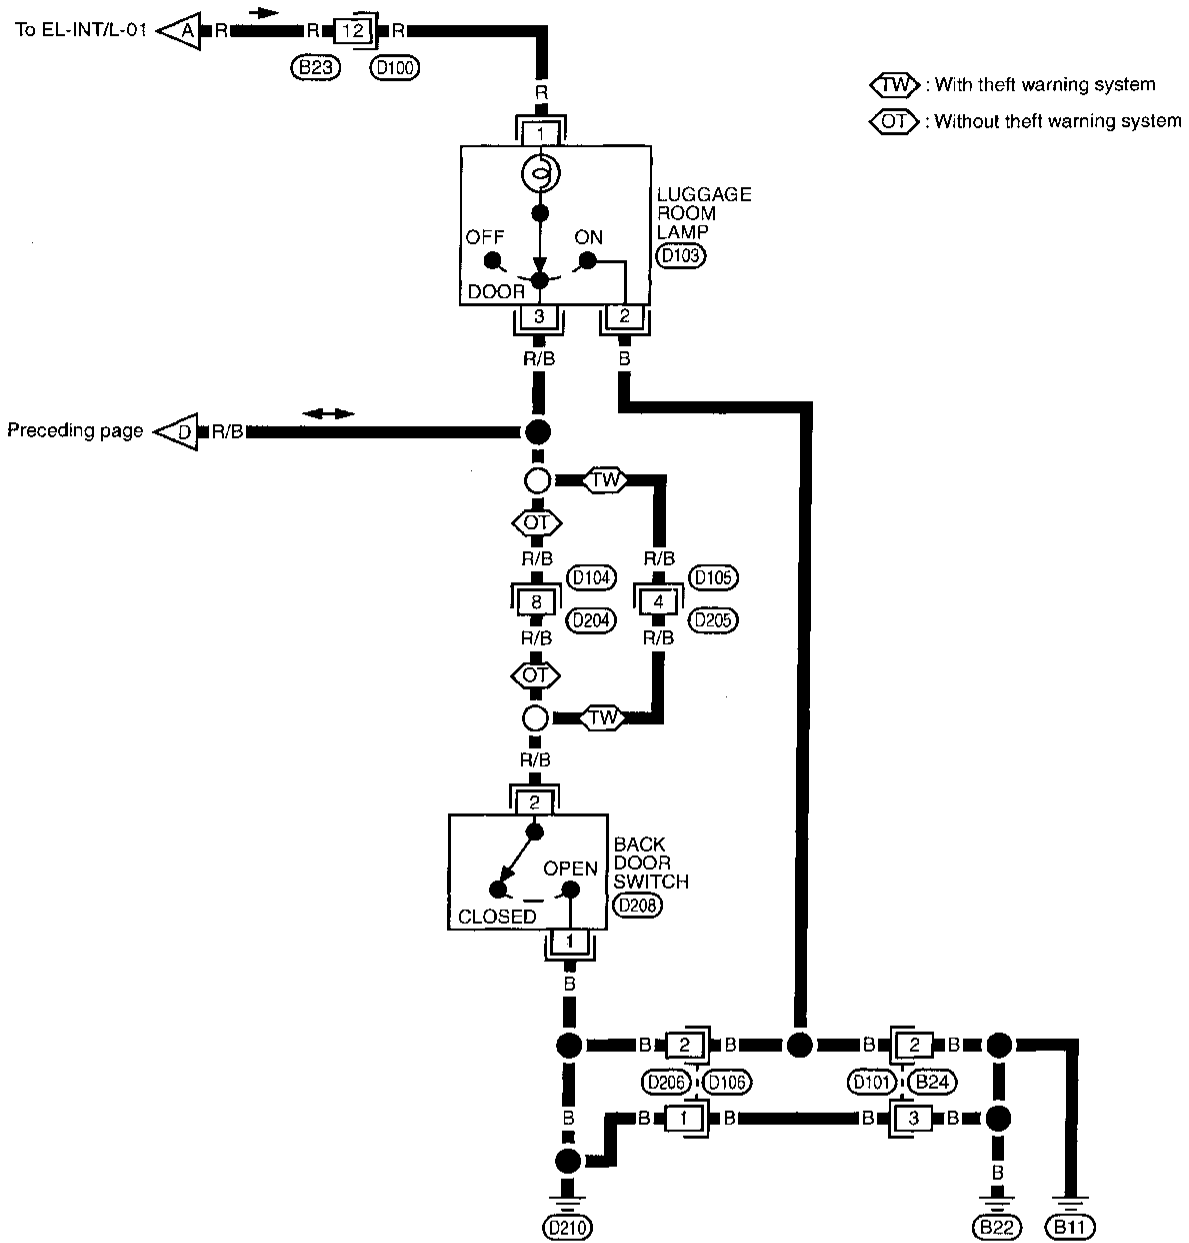 To EL-INT/L-01 A R R 12 R
B23 D100
TW : With theft warning system
OT : Without theft warning system
R
1
LUGGAGE
ROOM
LAMP
D103
OFF ON
DOOR
3 2
R/B B
Preceding page D R/B
TW
OT
R/B R/B
D104 D105
8 4
D204 D205
R/B R/B
OT
TW
R/B
2
BACK
DOOR
SWITCH
D208
OPEN
CLOSED
1
B
B 2 B B 2 B
D206 D106 D101 B24
B B 1 B B 3 B
B
D210 B22 B11